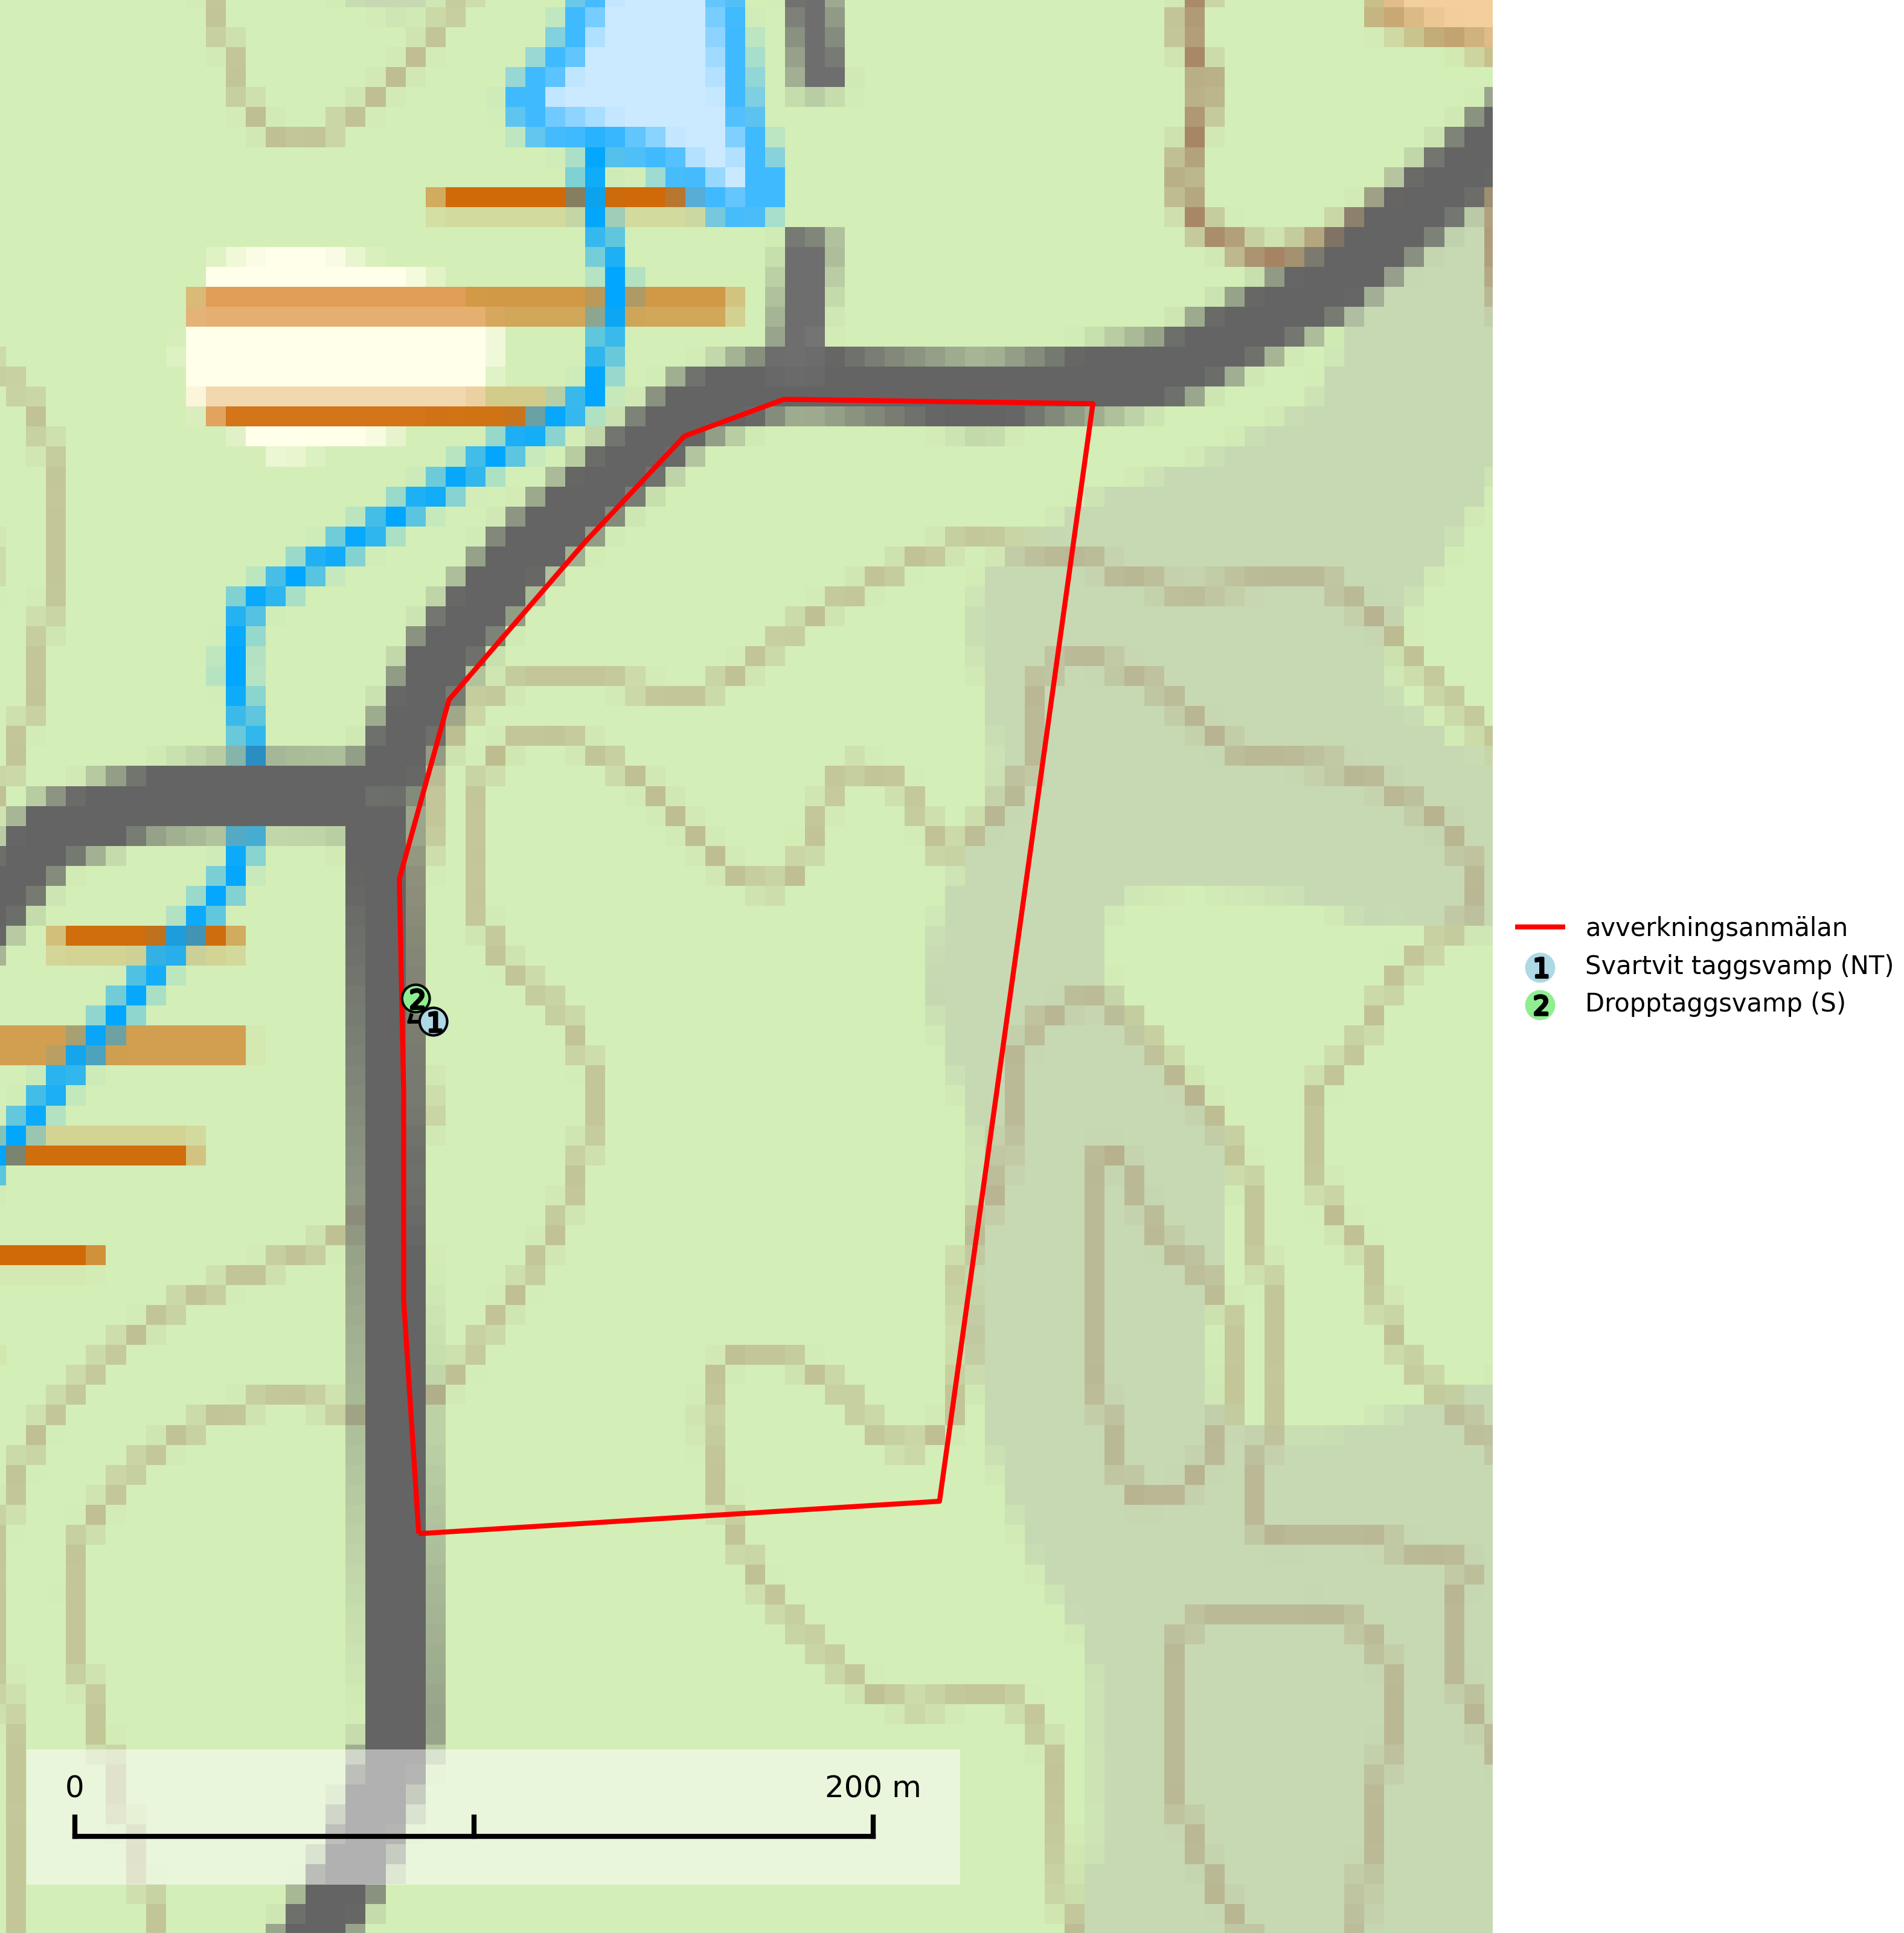 2
1
avverkningsanmälan
1 Svartvit taggsvamp (NT)
2 Dropptaggsvamp (S)
0 200 m